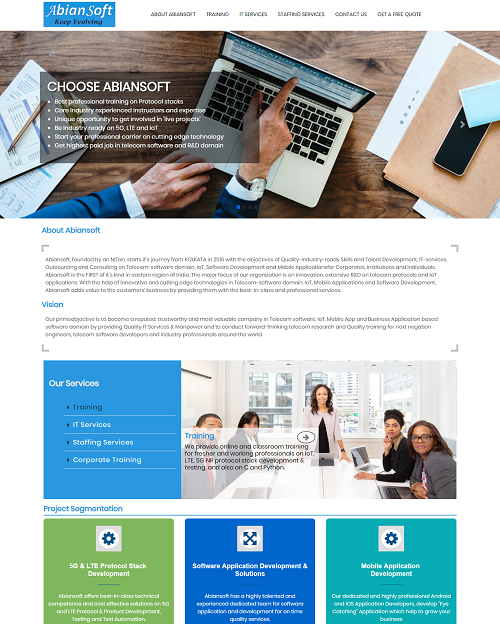 AbianSoft
Keep Evolving
ABOUT ABIANSOFT TRAINING IT SERVICES STAFFING SERVICES CONTACT US GET A FREE QUOTE
CHOOSE ABIANSOFT
Best professional training on Protocol stacks
Core Industry experienced Instructors and expertise
Unique opportunity to get involved in 'live projects'
Be Industry ready on 5G, LTE and IoT
Start your professional carrier on cutting edge technology
Get highest paid job in telecom software and R&D domain
About Abiansoft
Abiansoft, founded by an NITan, starts it's journey from KOLKATA in 2018 with the objectives of Quality-Industry-ready Skills and Talent Development, IT-services,
Outsourcing and Consulting on Telecom-software domain, IoT, Software Development and Mobile Applicationsfor Corporates, Institutions and Individuals.
Abiansoft is the FIRST of it's kind in eastern region of India. The major focus of our organization is on innovation, extensive R&D on telecom protocols and IoT
applications. With the help of innovative and cutting edge technologies in Telecom-software domain, IoT, Mobile Applications and Software Development,
Abiansoft adds value to the customers' business by providing them with the best-in-class and professional services.
Vision
Our primeobjective is to become a reputed, trustworthy and most valuable company in Telecom software, IoT, Mobile App and Business Application based
software domain by providing Quality IT Services & Manpower and to conduct forward-thinking telecom research and Quality training for next negation
engineers, telecom software developers and industry professionals around the world.
Our Services
Training
IT Services
Staffing Services
Corporate Training
Training
We provide online and classroom training
for fresher and working professionals on IoT,
LTE, 5G NR protocol stack development &
testing, and also on C and Python.
Project Segmentation
5G & LTE Protocol Stack
Development
Abiansoft offers best-in-class technical
competence and cost effective solutions on 5G
and LTE Protocol & Product Development,
Testing and Test Automation.
Software Application Development &
Solutions
Abiansoft has a highly talented and
experienced dedicated team for software
application and development for on time
quality services.
Mobile Application
Development
Our dedicated and highly professional Android
and iOS Application Developers, develop "Eye
Catching" Application which help to grow your
business